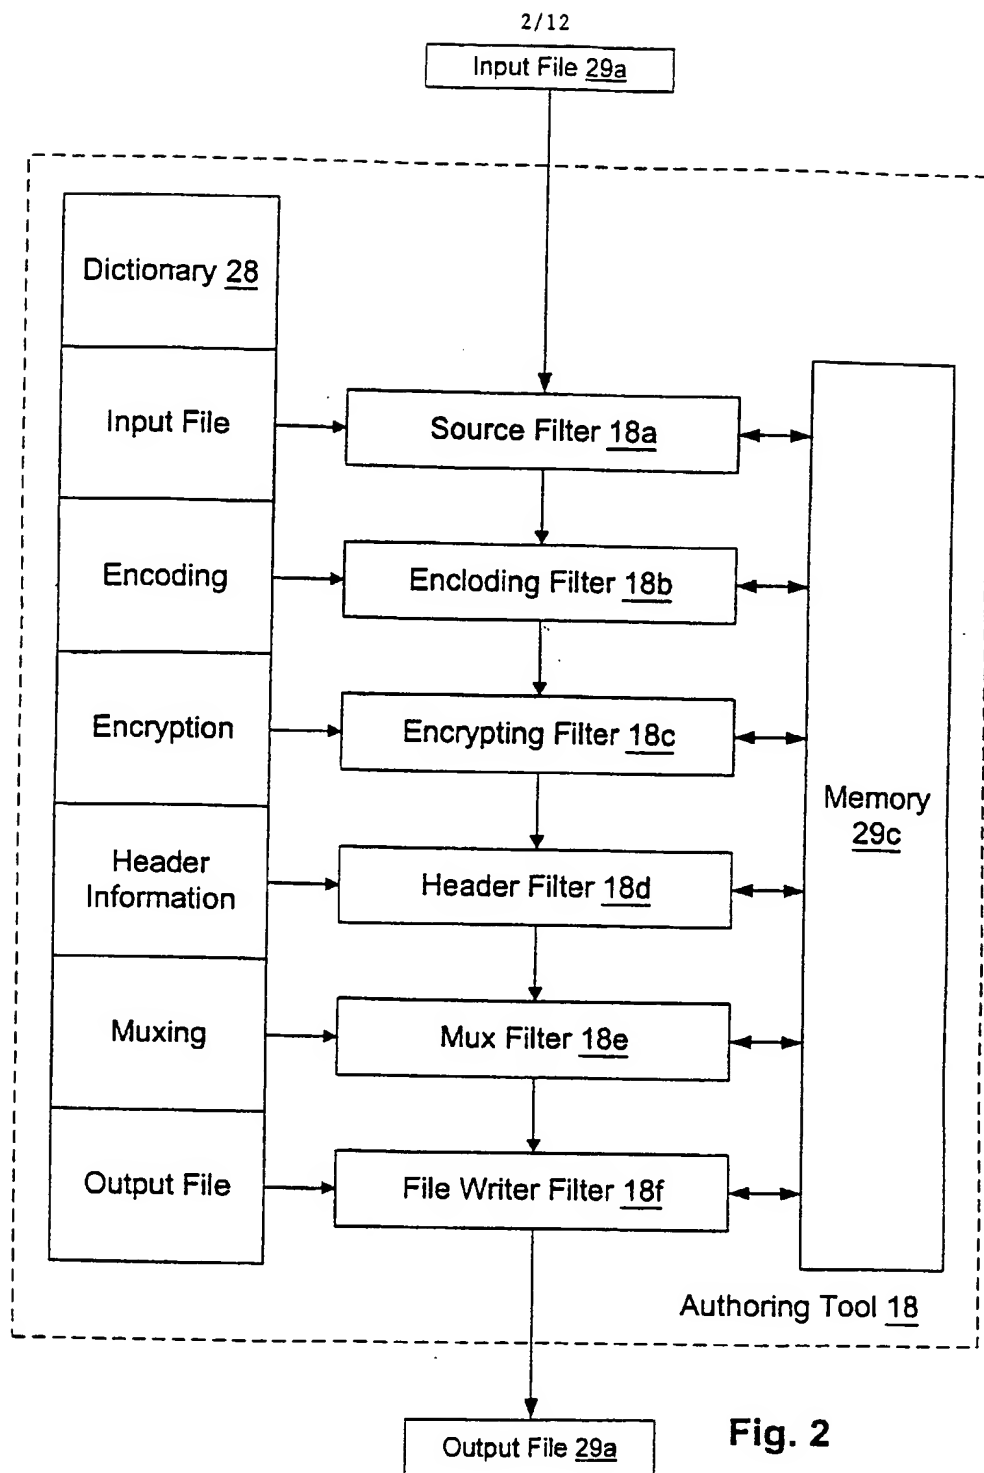 2/12
Input File 29a
Dictionary 28
Input File
Source Filter 18a
Encoding
Encloding Filter 18b
Encryption
Encrypting Filter 18c
Memory
29c
Header
Information
Header Filter 18d
Muxing
Mux Filter 18e
Output File
File Writer Filter 18f
Authoring Tool 18
Output File 29a
Fig. 2